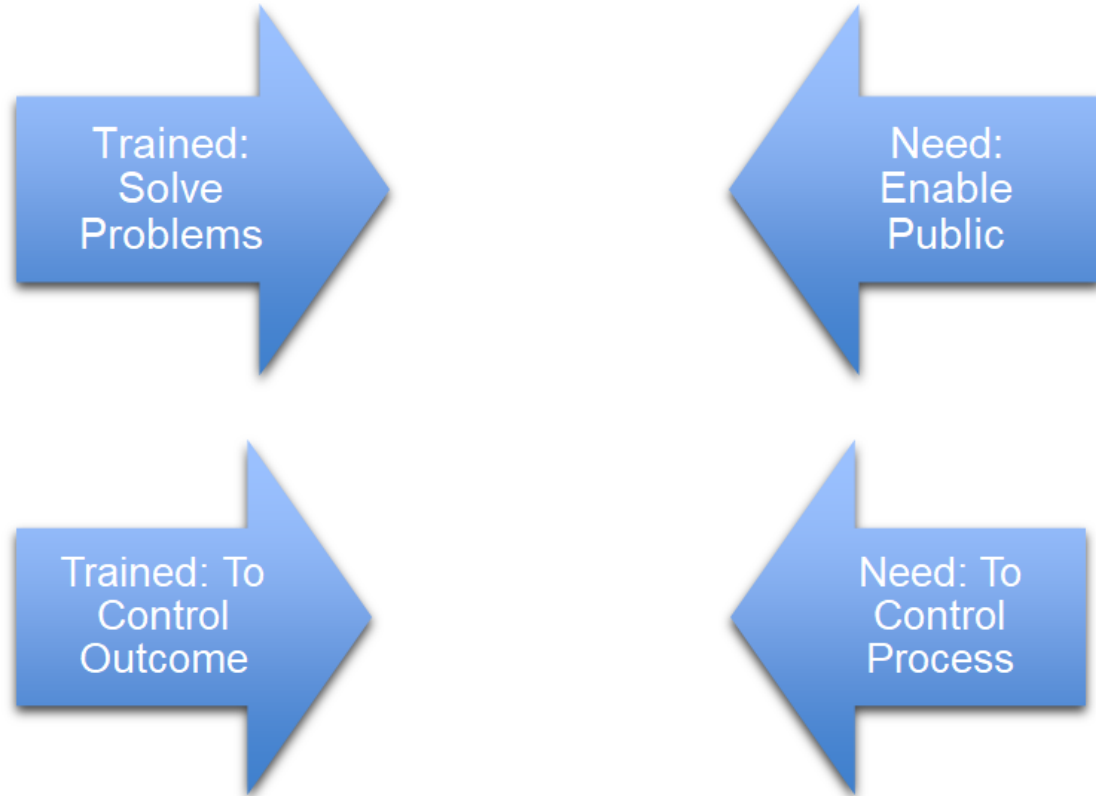 Trained:
Solve
Problems
Need:
Enable
Public
Trained: To
Control
Outcome
Need: To
Control
Process